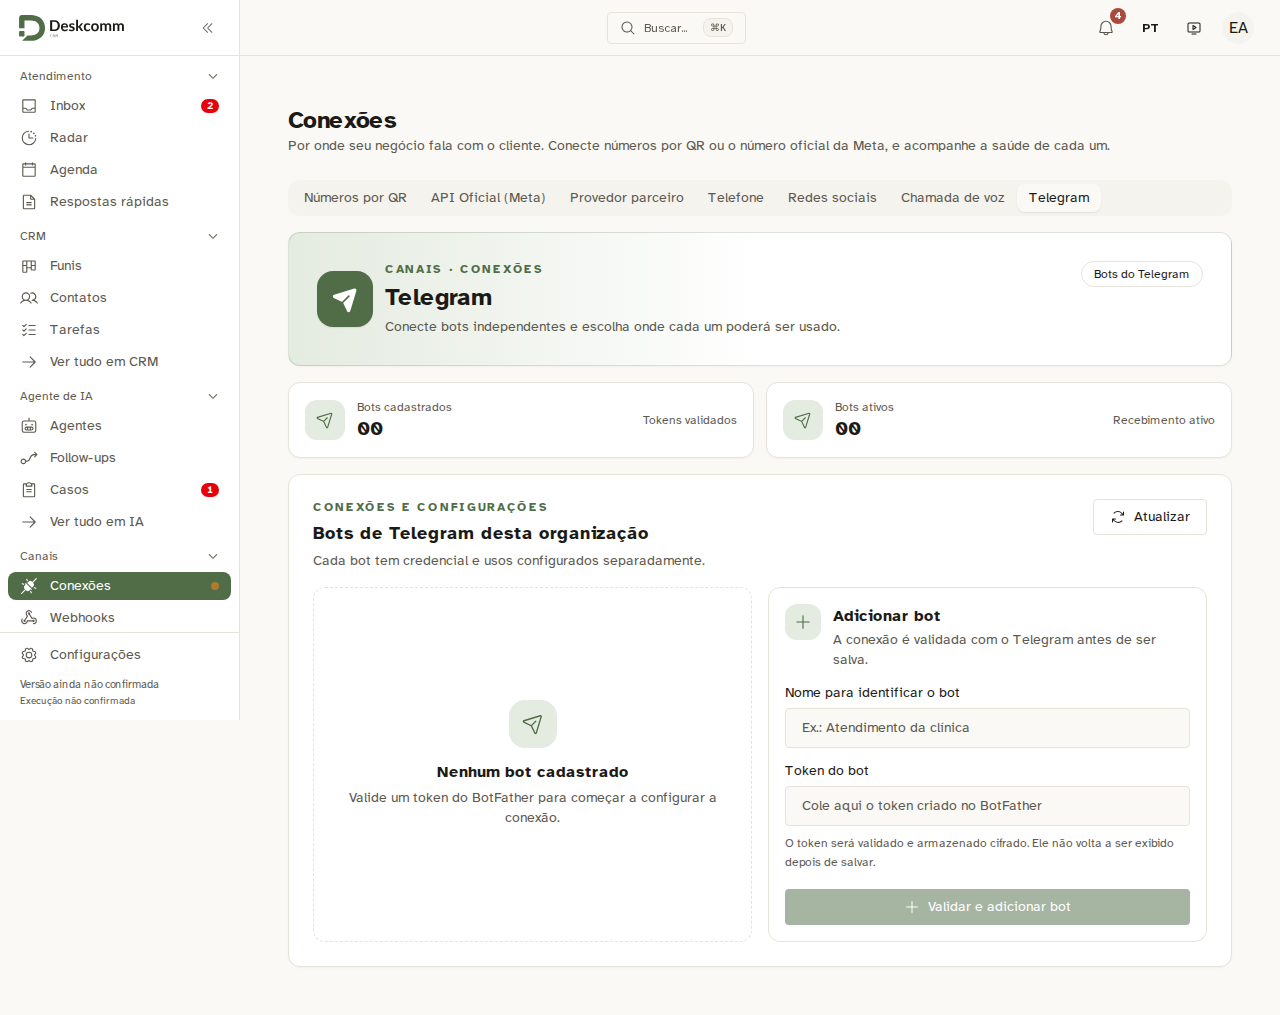 Deskcomm
Buscar...
⌘K
4
PT
EA
Atendimento
Inbox
2
Radar
Agenda
Respostas rápidas
CRM
Funis
Contatos
Tarefas
Ver tudo em CRM
Agente de IA
Agentes
Follow-ups
Casos
1
Ver tudo em IA
Canais
Conexões
Webhooks
Configurações
Versão ainda não confirmada
Execução não confirmada
Conexões
Por onde seu negócio fala com o cliente. Conecte números por QR ou o número oficial da Meta, e acompanhe a saúde de cada um.
Números por QR
API Oficial (Meta)
Provedor parceiro
Telefone
Redes sociais
Chamada de voz
Telegram
CANAIS · CONEXÕES
Telegram
Conecte bots independentes e escolha onde cada um poderá ser usado.
Bots do Telegram
Bots cadastrados
00
Tokens validados
Bots ativos
00
Recebimento ativo
CONEXÕES E CONFIGURAÇÕES
Bots de Telegram desta organização
Cada bot tem credencial e usos configurados separadamente.
Atualizar
Nenhum bot cadastrado
Valide um token do BotFather para começar a configurar a
conexão.
Adicionar bot
A conexão é validada com o Telegram antes de ser
salva.
Nome para identificar o bot
Ex.: Atendimento da clínica
Token do bot
Cole aqui o token criado no BotFather
O token será validado e armazenado cifrado. Ele não volta a ser exibido
depois de salvar.
Validar e adicionar bot